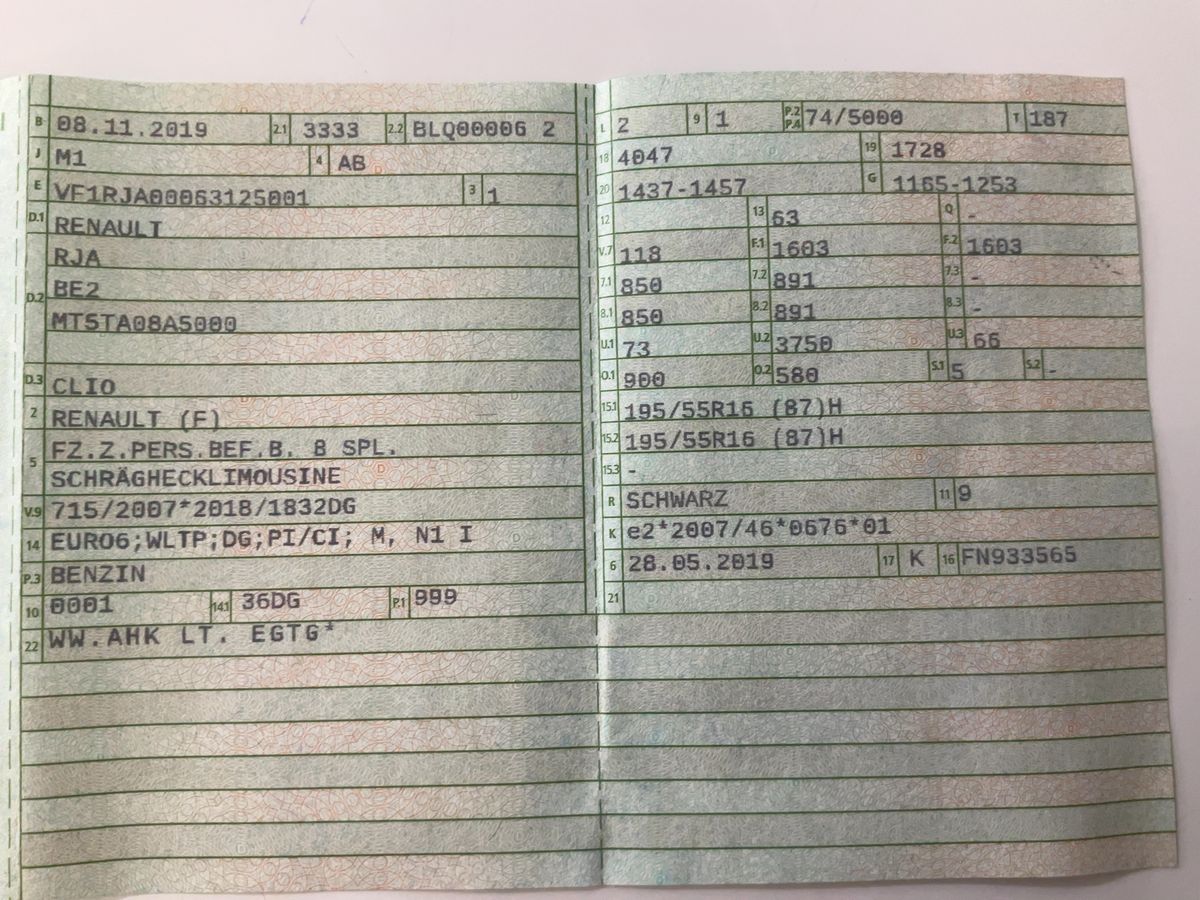 B 08.11.2019 2.1 3333 2.2 BLQ00006 2
J M1 4 AB
E VF1RJA00063125001 3 1
D.1 RENAULT
RJA
D.2 BE2
MTSTA08A5000
D.3 CLIO
2 RENAULT (F)
5 FZ.Z.PERS.BEF.B. 8 SPL.
SCHRÄGHECKLIMOUSINE
V.9 715/2007*2018/1832DG
14 EURO6;WLTP;DG;PI/CI; M, N1 I
P.3 BENZIN
10 0001 14.1 36DG P.1 999
22 WW.AHK LT. EGTG*
L 2 9 1 P.2 P.4 74/5000 T 187
18 4047 19 1728
20 1437-1457 G 1165-1253
12 13 63 Q -
V.7 118 F.1 1603 F.2 1603
7.1 850 7.2 891 7.3 -
8.1 850 8.2 891 8.3 -
U.1 73 U.2 3750 U.3 66
O.1 900 O.2 580 S.1 5 S.2 -
15.1 195/55R16 (87)H
15.2 195/55R16 (87)H
15.3 -
R SCHWARZ 11 9
K e2*2007/46*0676*01
6 28.05.2019 17 K 16 FN933565
21